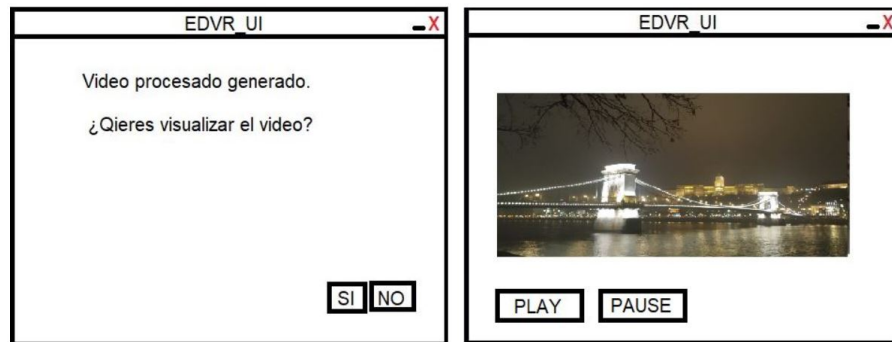 EDVR_UI
X
Video procesado generado.
¿Qieres visualizar el video?
SI
NO
EDVR_UI
X
PLAY
PAUSE